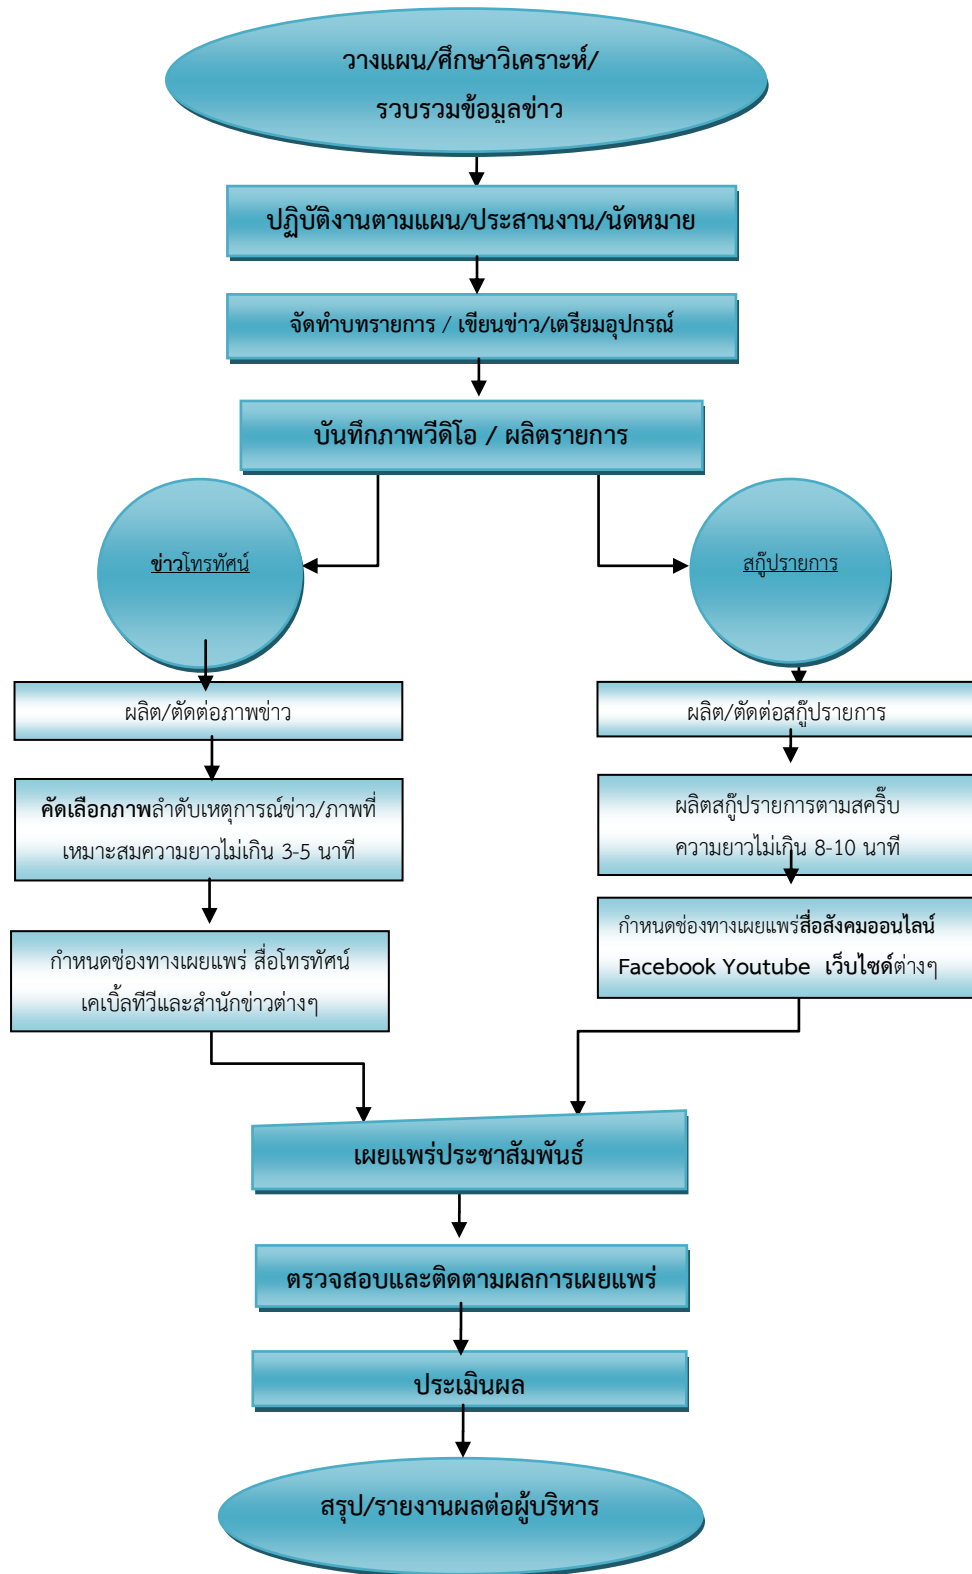 วางแผน/ศึกษาวิเคราะห์/
รวบรวมข้อมูลข่าว
ปฏิบัติงานตามแผน/ประสานงาน/นัดหมาย
จัดทำบทรายการ / เขียนข่าว/เตรียมอุปกรณ์
บันทึกภาพวีดิโอ / ผลิตรายการ
ข่าวโทรทัศน์
สกู๊ปรายการ
ผลิต/ตัดต่อภาพข่าว
ผลิต/ตัดต่อสกู๊ปรายการ
คัดเลือกภาพลำดับเหตุการณ์ข่าว/ภาพที่
เหมาะสมความยาวไม่เกิน 3-5 นาที
ผลิตสกู๊ปรายการตามสคริ๊บ
ความยาวไม่เกิน 8-10 นาที
กำหนดช่องทางเผยแพร่ สื่อโทรทัศน์
เคเบิ้ลทีวีและสำนักข่าวต่างๆ
กำหนดช่องทางเผยแพร่สื่อสังคมออนไลน์
Facebook Youtube เว็บไซด์ต่างๆ
เผยแพร่ประชาสัมพันธ์
ตรวจสอบและติดตามผลการเผยแพร่
ประเมินผล
สรุป/รายงานผลต่อผู้บริหาร